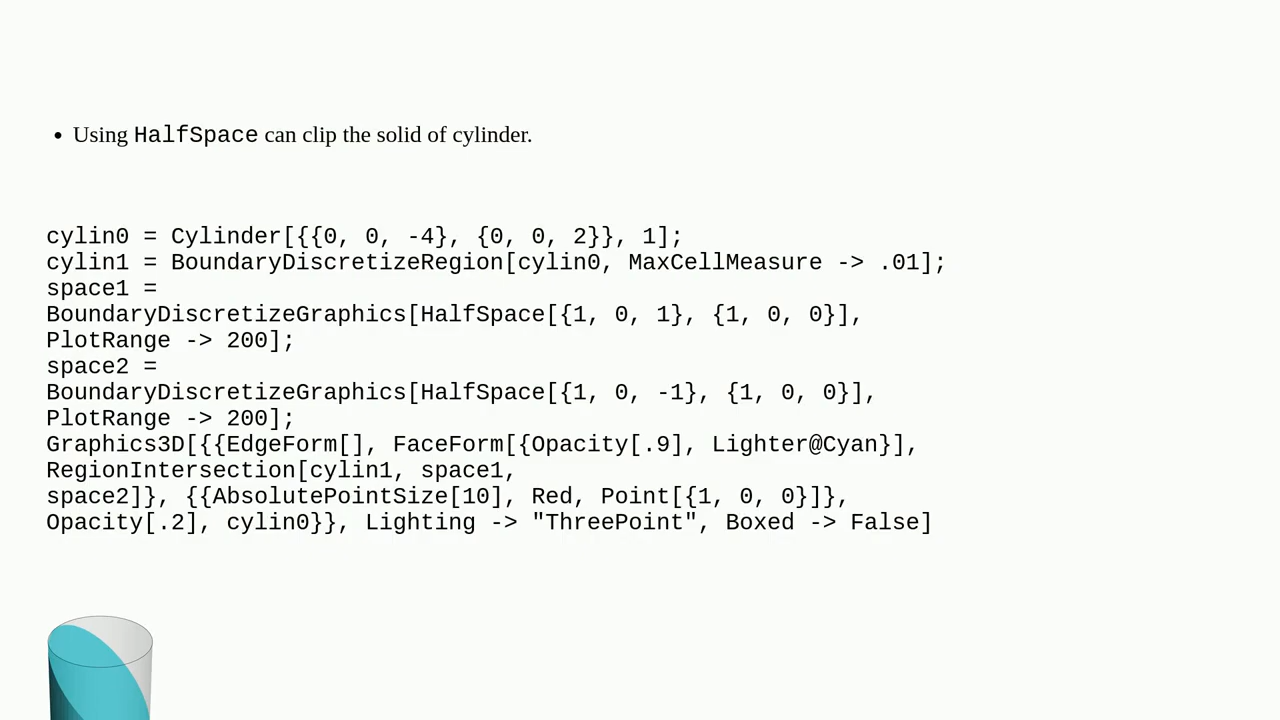 • Using HalfSpace can clip the solid of cylinder.
cylin0 = Cylinder[{{0, 0, -4}, {0, 0, 2}}, 1];
cylin1 = BoundaryDiscretizeRegion[cylin0, MaxCellMeasure -> .01];
space1 =
BoundaryDiscretizeGraphics[HalfSpace[{1, 0, 1}, {1, 0, 0}],
PlotRange -> 200];
space2 =
BoundaryDiscretizeGraphics[HalfSpace[{1, 0, -1}, {1, 0, 0}],
PlotRange -> 200];
Graphics3D[{{EdgeForm[], FaceForm[{Opacity[.9], Lighter@Cyan}],
RegionIntersection[cylin1, space1,
space2]}, {{AbsolutePointSize[10], Red, Point[{1, 0, 0}]},
Opacity[.2], cylin0}}, Lighting -> "ThreePoint", Boxed -> False]